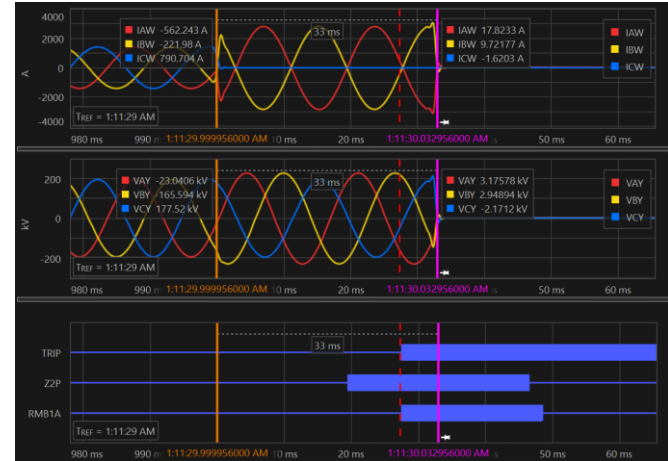 4000
2000
0
-2000
-4000
A
IAW -562.243 A
IBW -221.98 A
ICW 790.704 A
33 ms
IAW 17.8233 A
IBW 9.72177 A
ICW -1.6203 A
IAW
IBW
ICW
TREF = 1:11:29 AM
980 ms 990 m 1:11:29.999956000 AM 10 ms 20 ms 1:11:30.032956000 AM 50 ms 60 ms
200
0
-200
kV
VAY -23.0406 kV
VBY -165.594 kV
VCY 177.52 kV
33 ms
VAY 3.17578 kV
VBY 2.94894 kV
VCY -2.1712 kV
VAY
VBY
VCY
TREF = 1:11:29 AM
980 ms 990 m 1:11:29.999956000 AM 10 ms 20 ms 1:11:30.032956000 AM 50 ms 60 ms
33 ms
TRIP
Z2P
RMB1A
TREF = 1:11:29 AM
980 ms 990 m 1:11:29.999956000 AM 10 ms 20 ms 1:11:30.032956000 AM 50 ms 60 ms